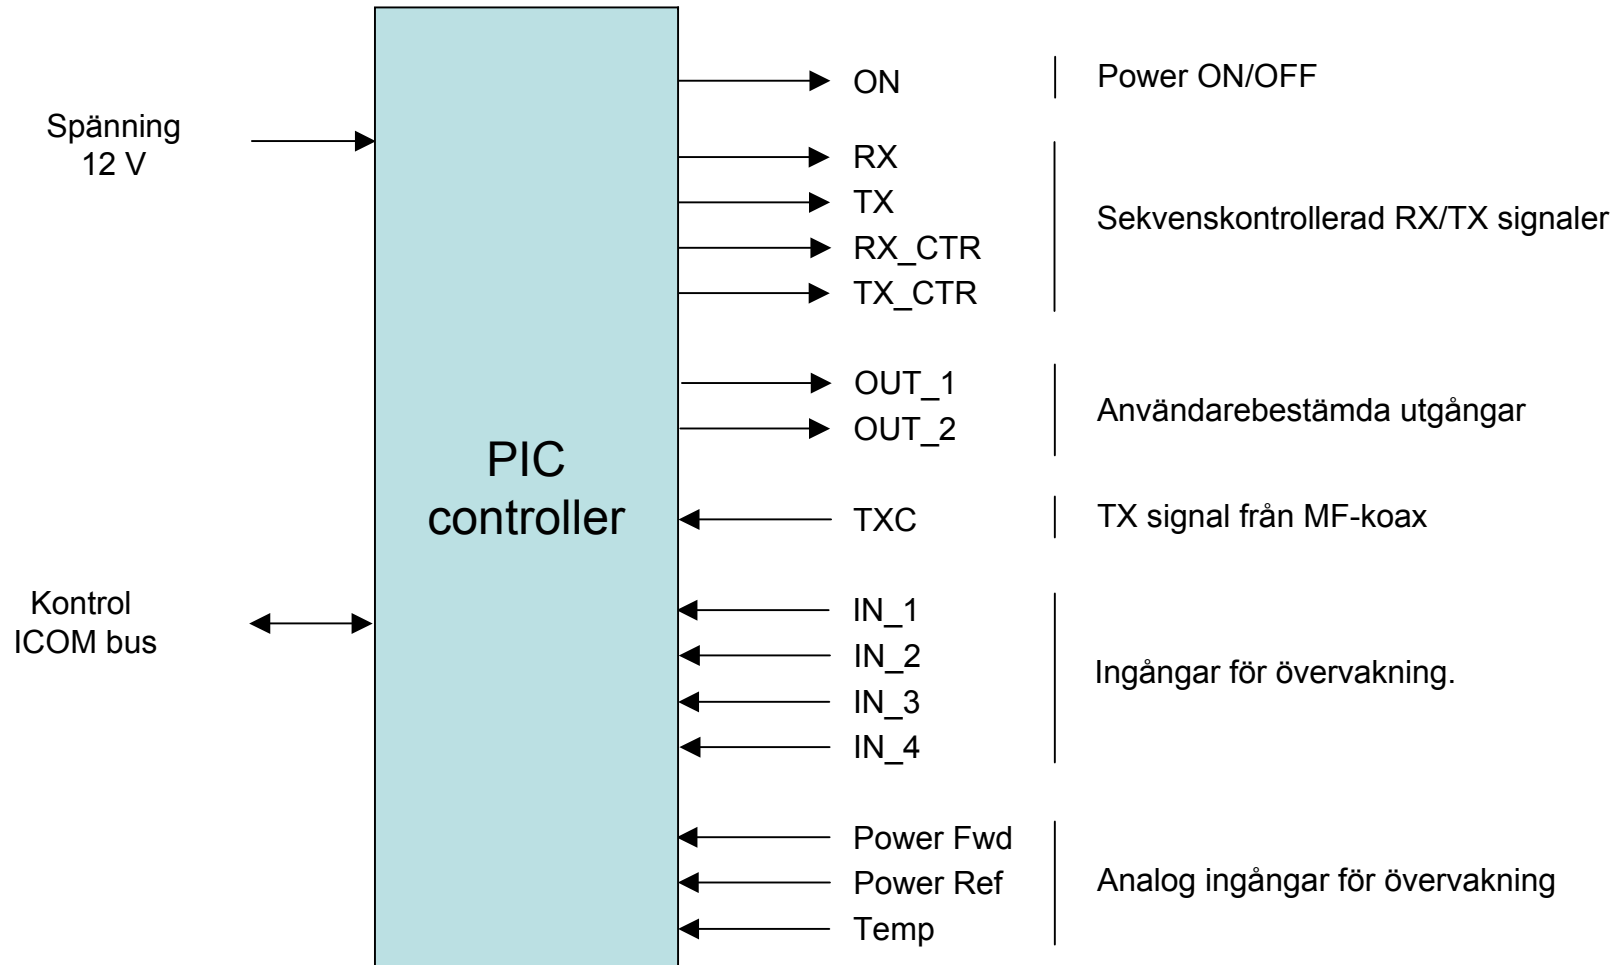 Spänning
12 V
Kontrol
ICOM bus
PIC
controller
ON
Power ON/OFF
RX
TX
RX_CTR
TX_CTR
Sekvenskontrollerad RX/TX signaler
OUT_1
OUT_2
Användarebestämda utgångar
TXC
TX signal från MF-koax
IN_1
IN_2
IN_3
IN_4
Ingångar för övervakning.
Power Fwd
Power Ref
Temp
Analog ingångar för övervakning